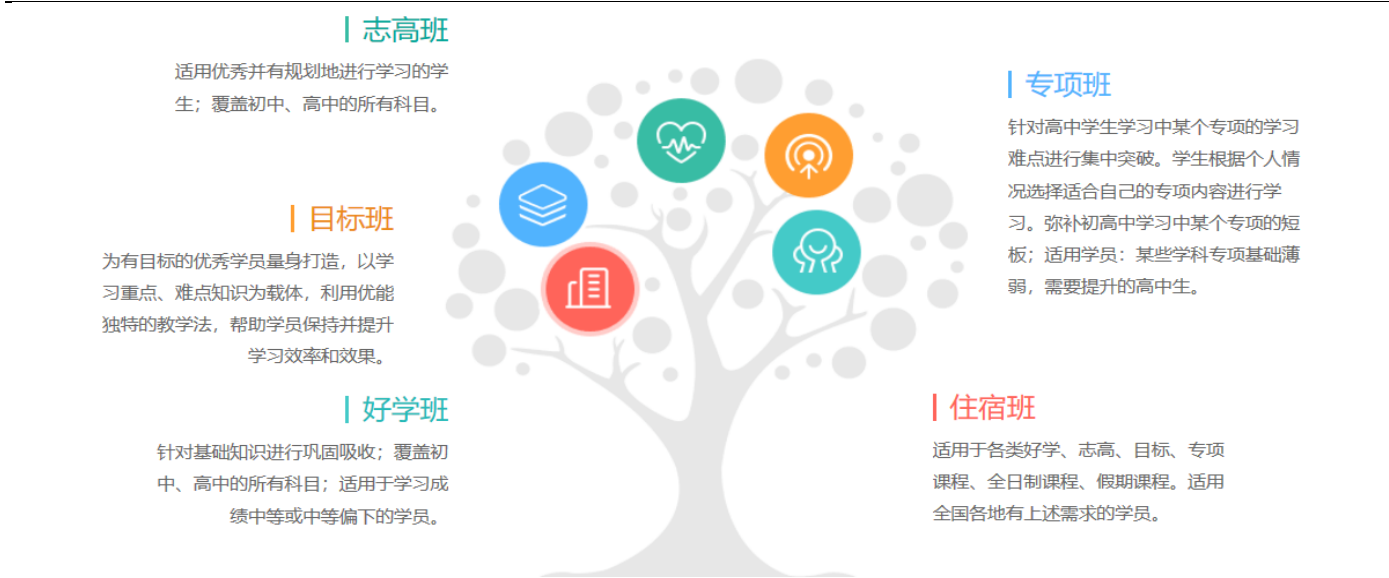 志高班
适用优秀并有规划地进行学习的学
生；覆盖初中、高中的所有科目。
目标班
为有目标的优秀学员量身打造，以学
习重点、难点知识为载体，利用优能
独特的教学法，帮助学员保持并提升
学习效率和效果。
好学班
针对基础知识进行巩固吸收；覆盖初
中、高中的所有科目；适用于学习成
绩中等或中等偏下的学员。
专项班
针对高中学生学习中某个专项的学习
难点进行集中突破。学生根据个人情
况选择适合自己的专项内容进行学
习。弥补初高中学习中某个专项的短
板；适用学员：某些学科专项基础薄
弱，需要提升的高中生。
住宿班
适用于各类好学、志高、目标、专项
课程、全日制课程、假期课程。适用
全国各地有上述需求的学员。